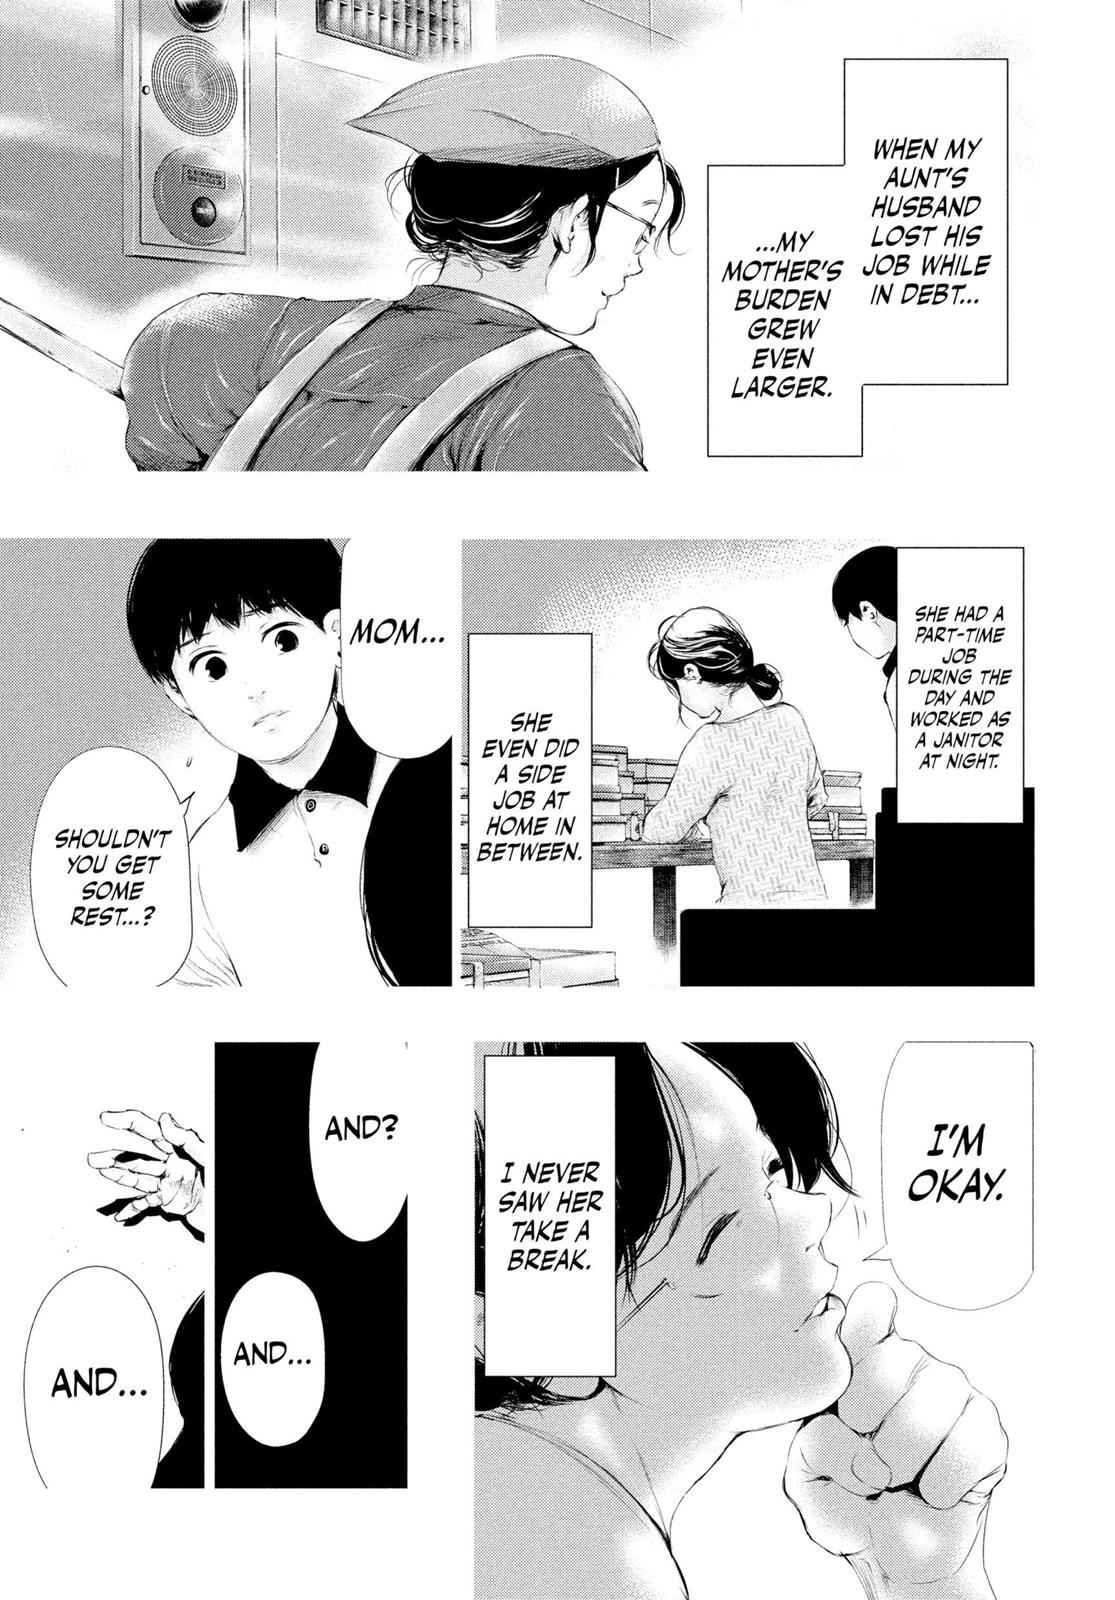 WHEN MY
AUNT'S
HUSBAND
LOST HIS
JOB WHILE
IN DEBT...
...MY
MOTHER'S
BURDEN
GREW
EVEN
LARGER.
SHE HAD A
PART-TIME
JOB
DURING THE
DAY AND
WORKED AS
A JANITOR
AT NIGHT.
SHE
EVEN DID
A SIDE
JOB AT
HOME IN
BETWEEN.
MOM...
SHOULDN'T
YOU GET
SOME
REST...?
I'M
OKAY.
I NEVER
SAW HER
TAKE A
BREAK.
AND?
AND...
AND...